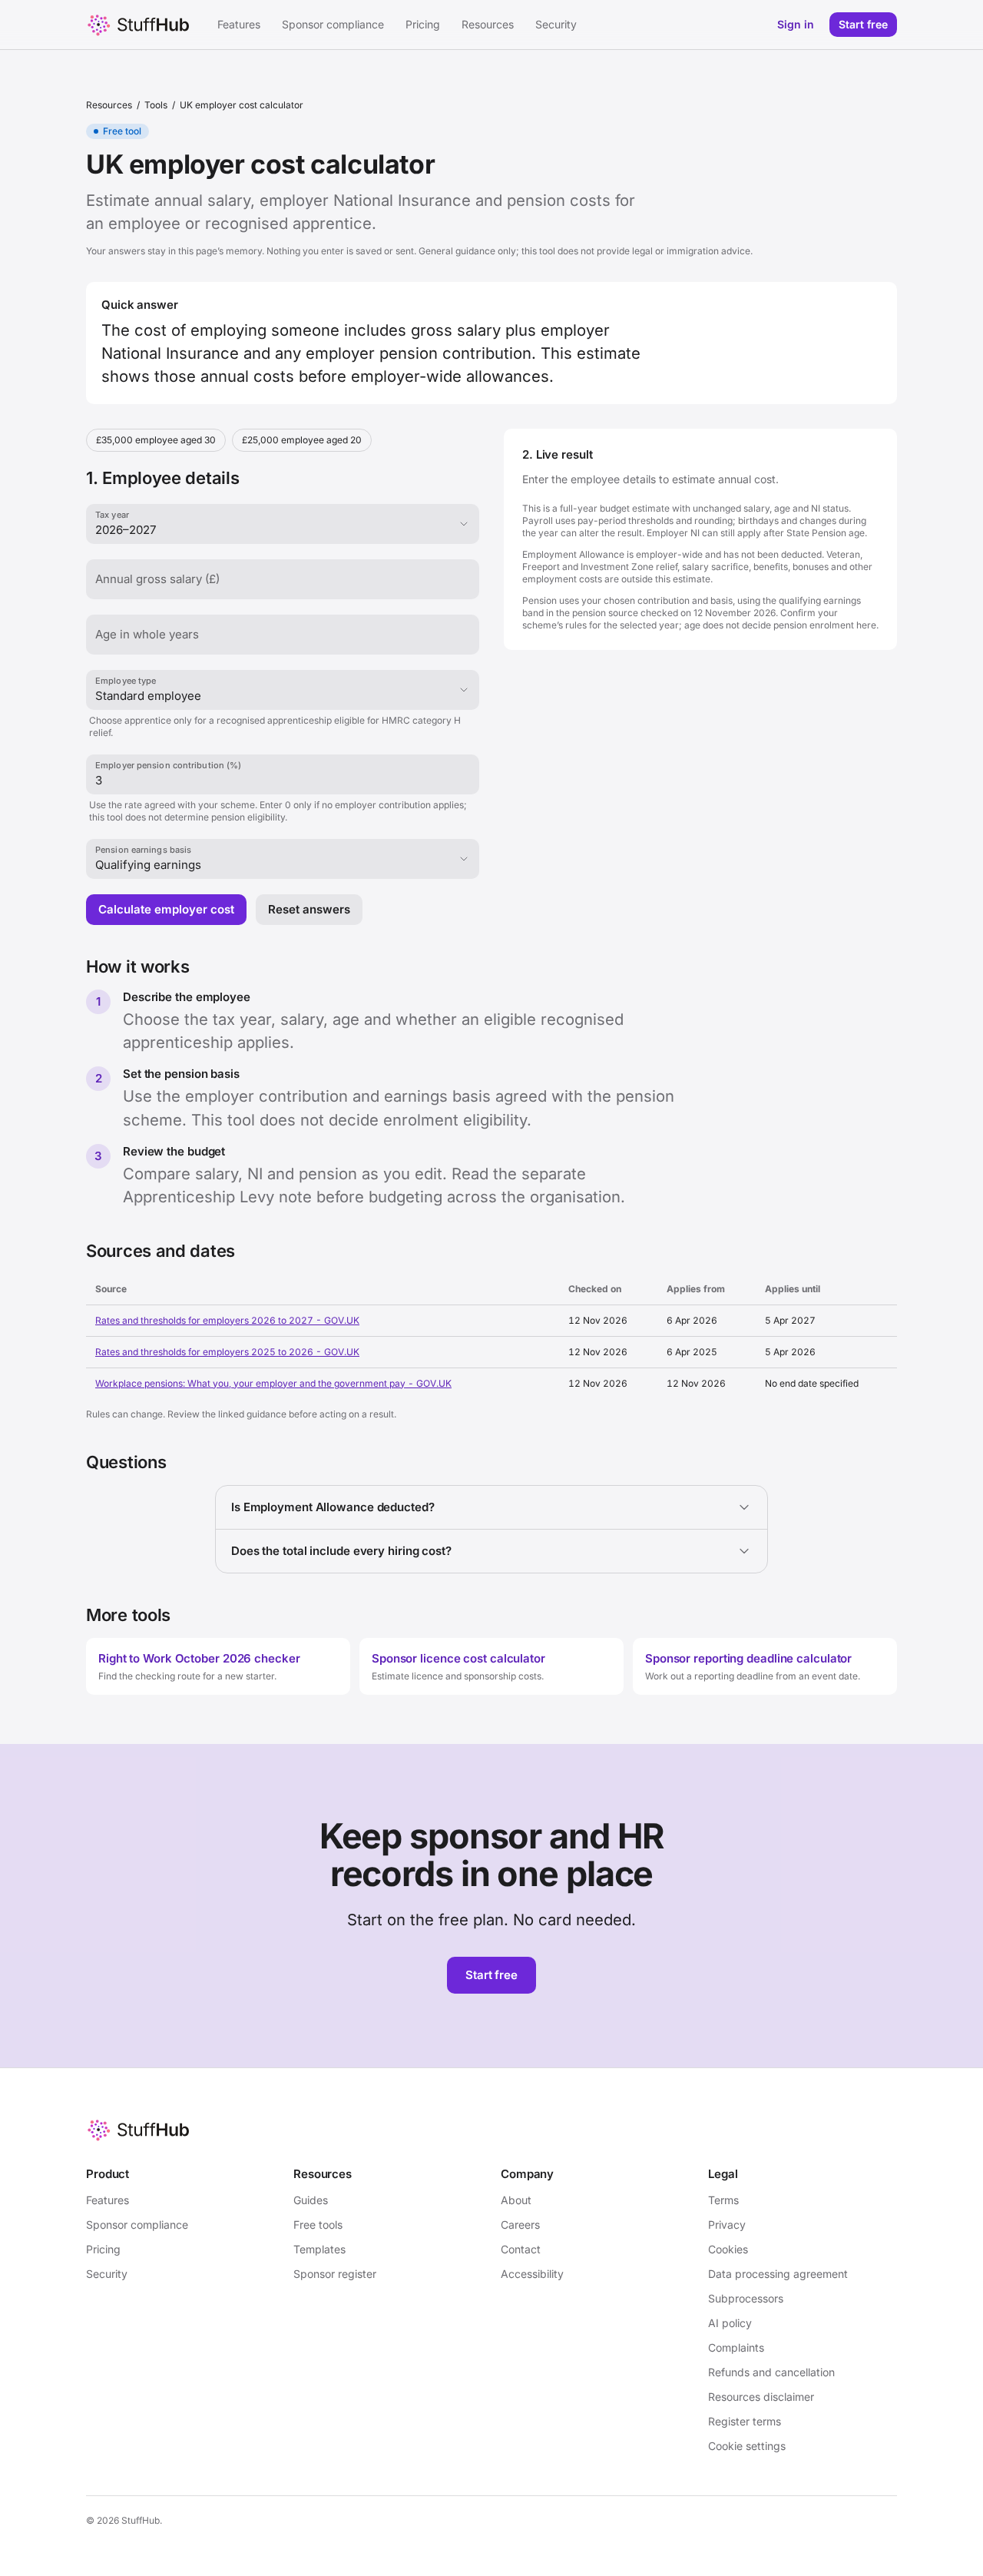 StuffHub
Features
Sponsor compliance
Pricing
Resources
Security
Sign in
Start free
Resources / Tools / UK employer cost calculator
Free tool
UK employer cost calculator
Estimate annual salary, employer National Insurance and pension costs for
an employee or recognised apprentice.
Your answers stay in this page’s memory. Nothing you enter is saved or sent. General guidance only; this tool does not provide legal or immigration advice.
Quick answer
The cost of employing someone includes gross salary plus employer
National Insurance and any employer pension contribution. This estimate
shows those annual costs before employer-wide allowances.
£35,000 employee aged 30
£25,000 employee aged 20
1. Employee details
Tax year
2026–2027
Annual gross salary (£)
Age in whole years
Employee type
Standard employee
Choose apprentice only for a recognised apprenticeship eligible for HMRC category H
relief.
Employer pension contribution (%)
3
Use the rate agreed with your scheme. Enter 0 only if no employer contribution applies;
this tool does not determine pension eligibility.
Pension earnings basis
Qualifying earnings
Calculate employer cost
Reset answers
2. Live result
Enter the employee details to estimate annual cost.
This is a full-year budget estimate with unchanged salary, age and NI status.
Payroll uses pay-period thresholds and rounding; birthdays and changes during
the year can alter the result. Employer NI can still apply after State Pension age.
Employment Allowance is employer-wide and has not been deducted. Veteran,
Freeport and Investment Zone relief, salary sacrifice, benefits, bonuses and other
employment costs are outside this estimate.
Pension uses your chosen contribution and basis, using the qualifying earnings
band in the pension source checked on 12 November 2026. Confirm your
scheme’s rules for the selected year; age does not decide pension enrolment here.
How it works
1
Describe the employee
Choose the tax year, salary, age and whether an eligible recognised
apprenticeship applies.
2
Set the pension basis
Use the employer contribution and earnings basis agreed with the pension
scheme. This tool does not decide enrolment eligibility.
3
Review the budget
Compare salary, NI and pension as you edit. Read the separate
Apprenticeship Levy note before budgeting across the organisation.
Sources and dates
Source Checked on Applies from Applies until
Rates and thresholds for employers 2026 to 2027 - GOV.UK 12 Nov 2026 6 Apr 2026 5 Apr 2027
Rates and thresholds for employers 2025 to 2026 - GOV.UK 12 Nov 2026 6 Apr 2025 5 Apr 2026
Workplace pensions: What you, your employer and the government pay - GOV.UK 12 Nov 2026 12 Nov 2026 No end date specified
Rules can change. Review the linked guidance before acting on a result.
Questions
Is Employment Allowance deducted?
Does the total include every hiring cost?
More tools
Right to Work October 2026 checker
Find the checking route for a new starter.
Sponsor licence cost calculator
Estimate licence and sponsorship costs.
Sponsor reporting deadline calculator
Work out a reporting deadline from an event date.
Keep sponsor and HR
records in one place
Start on the free plan. No card needed.
Start free
StuffHub
Product
Features
Sponsor compliance
Pricing
Security
Resources
Guides
Free tools
Templates
Sponsor register
Company
About
Careers
Contact
Accessibility
Legal
Terms
Privacy
Cookies
Data processing agreement
Subprocessors
AI policy
Complaints
Refunds and cancellation
Resources disclaimer
Register terms
Cookie settings
© 2026 StuffHub.